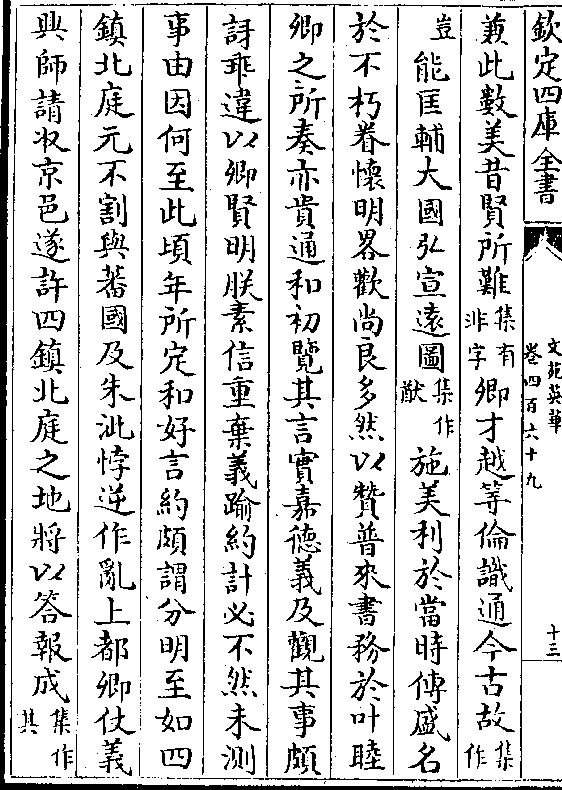 欽定四庫全書
文苑英華
卷四百六十九
十三
兼此數美昔賢所難集有非字卿才越等倫識通今古故集作
豈能匡輔大國弘宣遠圖集作猷施美利於當時傳盛名
於不朽眷懷明畧歡尚良多然以贊普來書務於叶睦
卿之所奏亦貴通和初覽其言實嘉德義及觀其事頗
訝乖違以卿賢明朕素信重棄義踰約計必不然未測
事由因何至此頃年所定和好言約頗謂分明至如四
鎮北庭元不割與蕃國及朱泚悖逆作亂上都卿仗義
興師請收京邑遂許四鎮北庭之地將以答報成集作其